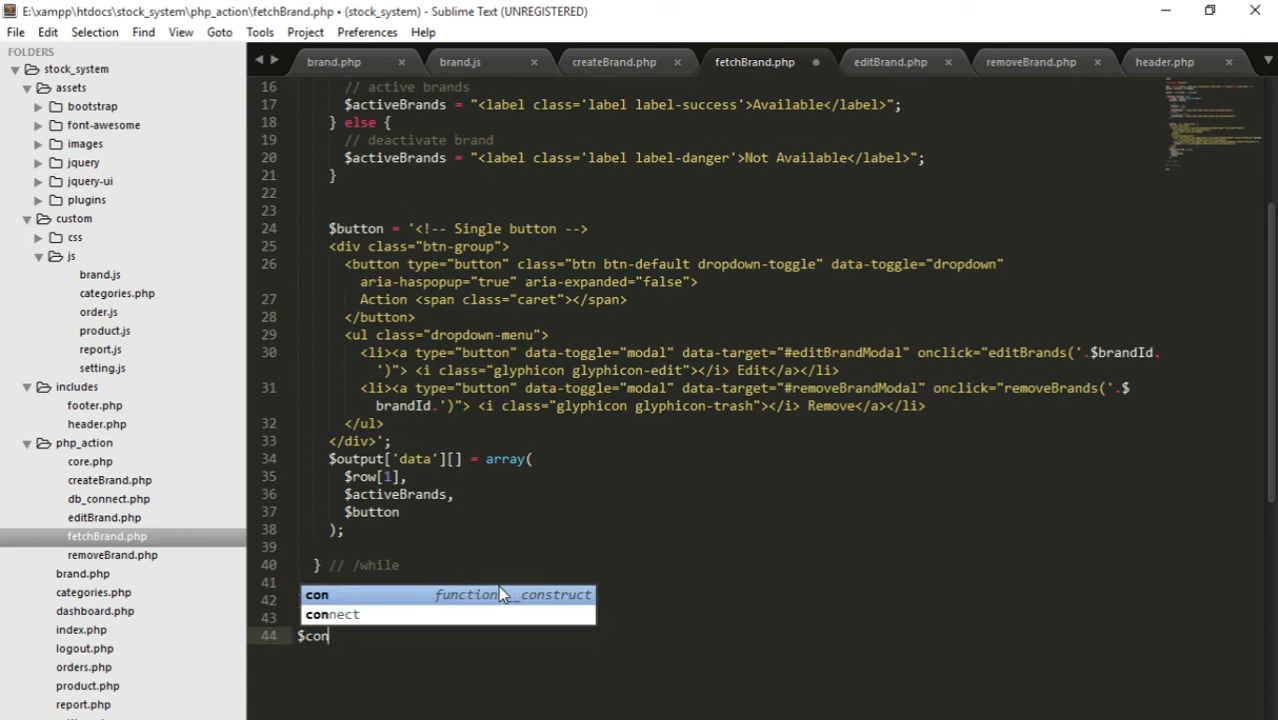 E:\xampp\htdocs\stock_system\php_action\fetchBrand.php • (stock_system) - Sublime Text (UNREGISTERED)
File Edit Selection Find View Goto Tools Project Preferences Help
FOLDERS
stock_system
assets
bootstrap
font-awesome
images
jquery
jquery-ui
plugins
custom
css
js
brand.js
categories.php
order.js
product.js
report.js
setting.js
includes
footer.php
header.php
php_action
core.php
createBrand.php
db_connect.php
editBrand.php
fetchBrand.php
removeBrand.php
brand.php
categories.php
dashboard.php
index.php
logout.php
orders.php
product.php
report.php
brand.php brand.js createBrand.php fetchBrand.php editBrand.php removeBrand.php header.php
16 // active brands
17 $activeBrands = "<label class='label label-success'>Available</label>";
18 } else {
19 // deactivate brand
20 $activeBrands = "<label class='label label-danger'>Not Available</label>";
21 }
22
23
24 $button = '<!-- Single button -->
25 <div class="btn-group">
26 <button type="button" class="btn btn-default dropdown-toggle" data-toggle="dropdown"
aria-haspopup="true" aria-expanded="false">
27 Action <span class="caret"></span>
28 </button>
29 <ul class="dropdown-menu">
30 <li><a type="button" data-toggle="modal" data-target="#editBrandModal" onclick="editBrands('.$brandId.
')"> <i class="glyphicon glyphicon-edit"></i> Edit</a></li>
31 <li><a type="button" data-toggle="modal" data-target="#removeBrandModal" onclick="removeBrands('.$
brandId.')"> <i class="glyphicon glyphicon-trash"></i> Remove</a></li>
32 </ul>
33 </div>';
34 $output['data'][] = array(
35 $row[1],
36 $activeBrands,
37 $button
38 );
39
40 } // /while
41
42 con function __construct
43 connect
44 $con